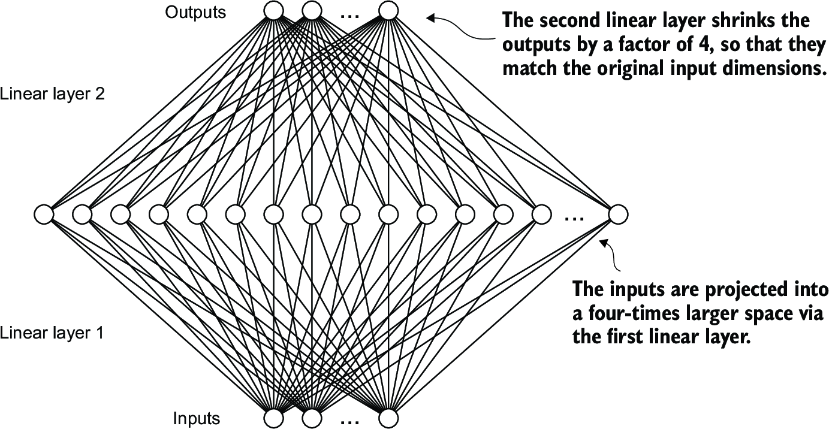 Outputs
...
The second linear layer shrinks the
outputs by a factor of 4, so that they
match the original input dimensions.
Linear layer 2
...
The inputs are projected into
a four-times larger space via
the first linear layer.
Linear layer 1
Inputs
...